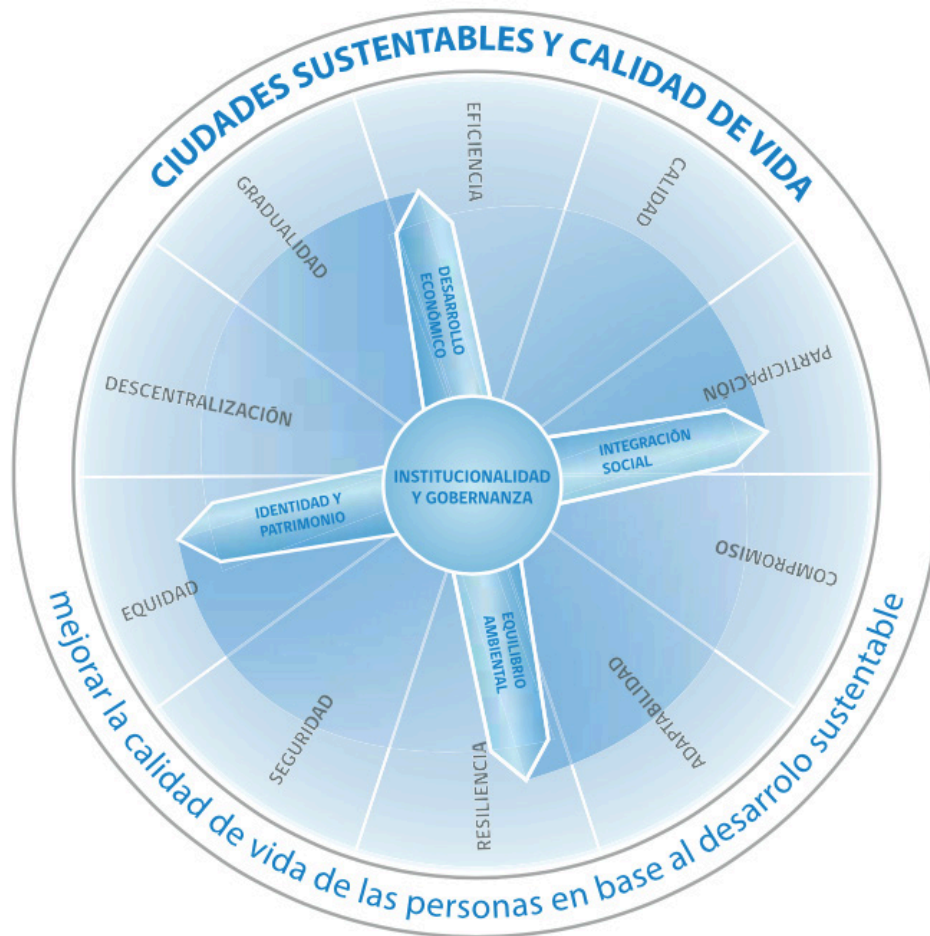 CIUDADES SUSTENTABLES Y CALIDAD DE VIDA
EFICIENCIA
CALIDAD
PARTICIPACIÓN
COMPROMISO
ADAPTABILIDAD
RESILIENCIA
SEGURIDAD
EQUIDAD
DESCENTRALIZACIÓN
GRADUALIDAD
DESARROLLO
ECONÓMICO
INTEGRACIÓN
SOCIAL
EQUILIBRIO
AMBIENTAL
IDENTIDAD Y
PATRIMONIO
INSTITUCIONALIDAD
Y GOBERNANZA
mejorar la calidad de vida de las personas en base al desarrolo sustentable